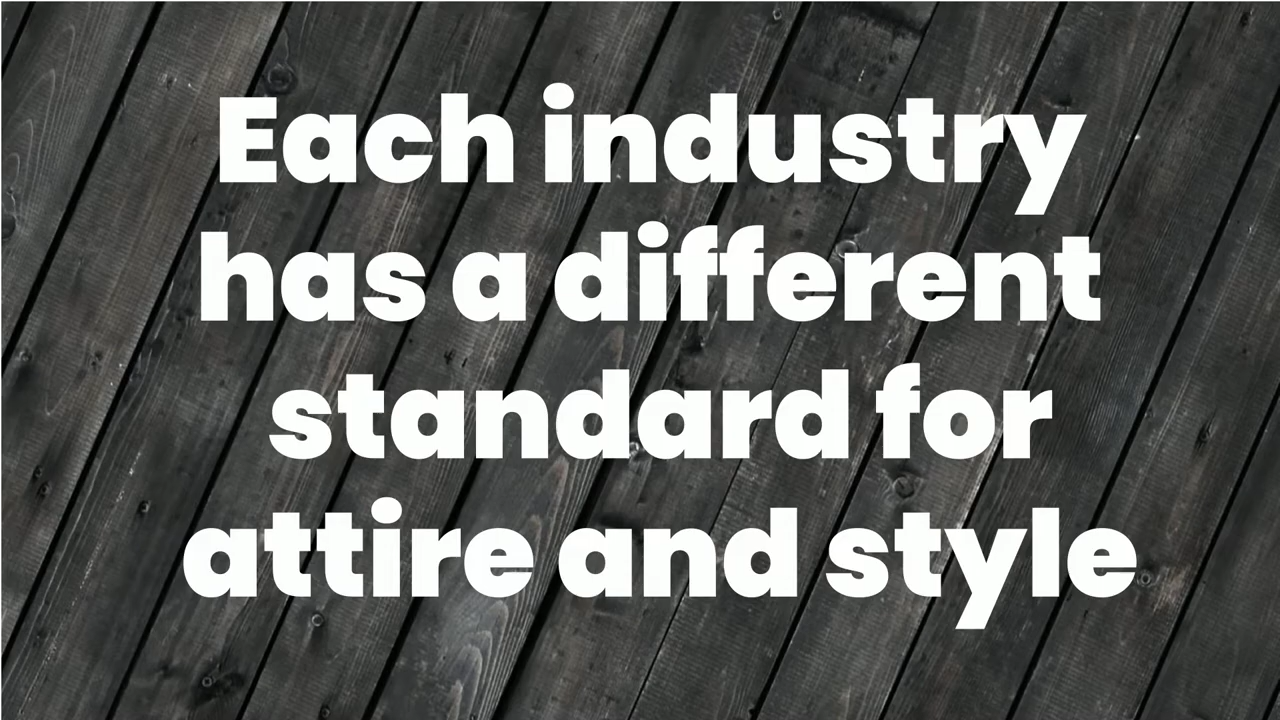 Each industry
has a different
standard for
attire and style